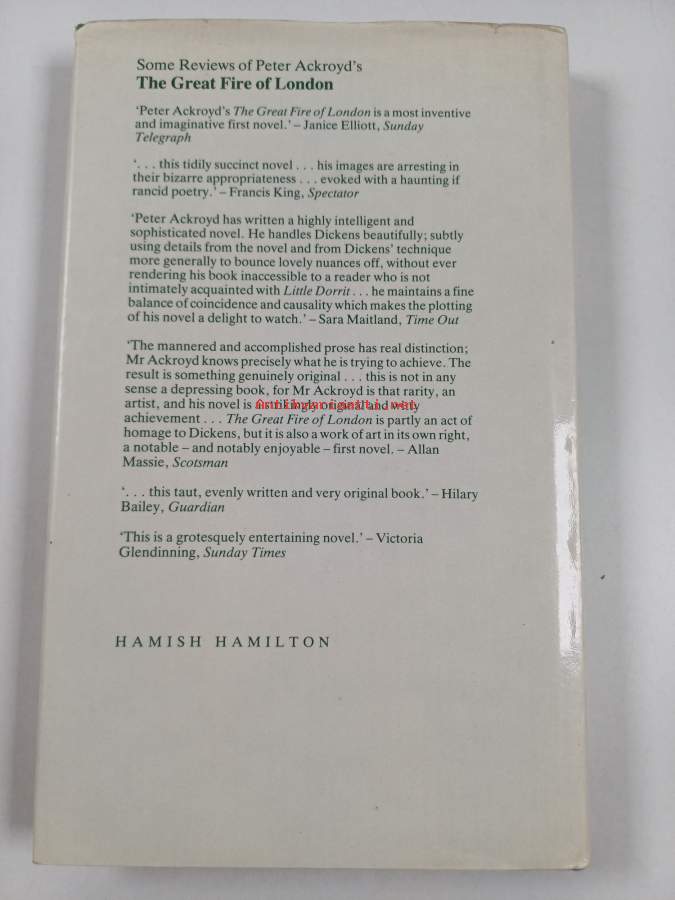 Some Reviews of Peter Ackroyd's
The Great Fire of London
'Peter Ackroyd's The Great Fire of London is a most inventive
and imaginative first novel.' – Janice Elliott, Sunday
Telegraph
'. . . this tidily succinct novel . . . his images are arresting in
their bizarre appropriateness . . . evoked with a haunting if
rancid poetry.' – Francis King, Spectator
'Peter Ackroyd has written a highly intelligent and
sophisticated novel. He handles Dickens beautifully; subtly
using details from the novel and from Dickens' technique
more generally to bounce lovely nuances off, without ever
rendering his book inaccessible to a reader who is not
intimately acquainted with Little Dorrit . . . he maintains a fine
balance of coincidence and causality which makes the plotting
of his novel a delight to watch.' – Sara Maitland, Time Out
'The mannered and accomplished prose has real distinction;
Mr Ackroyd knows precisely what he is trying to achieve. The
result is something genuinely original . . . this is not in any
sense a depressing book, for Mr Ackroyd is that rarity, an
artist, and his novel is a strikingly original and witty
achievement . . . The Great Fire of London is partly an act of
homage to Dickens, but it is also a work of art in its own right,
a notable – and notably enjoyable – first novel. – Allan
Massie, Scotsman
'. . . this taut, evenly written and very original book.' – Hilary
Bailey, Guardian
'This is a grotesquely entertaining novel.' – Victoria
Glendinning, Sunday Times
HAMISH HAMILTON